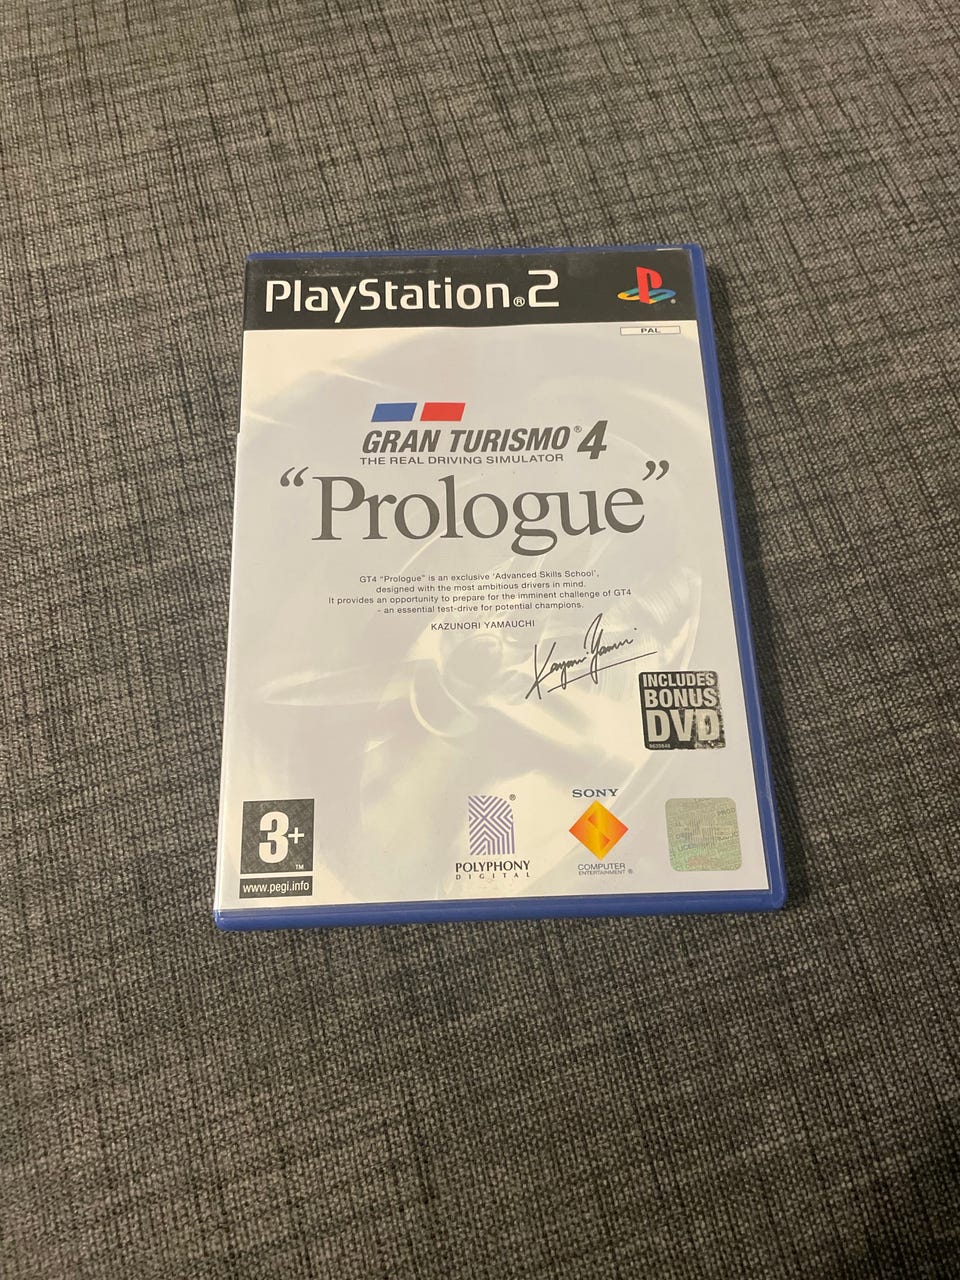 PlayStation®2
PAL
GRAN TURISMO®4
THE REAL DRIVING SIMULATOR
“Prologue”
GT4 “Prologue” is an exclusive ‘Advanced Skills School’,
designed with the most ambitious drivers in mind.
It provides an opportunity to prepare for the imminent challenge of GT4
- an essential test-drive for potential champions.
KAZUNORI YAMAUCHI
INCLUDES
BONUS
DVD
3+™
www.pegi.info
®
POLYPHONY
DIGITAL
SONY
COMPUTER
ENTERTAINMENT®